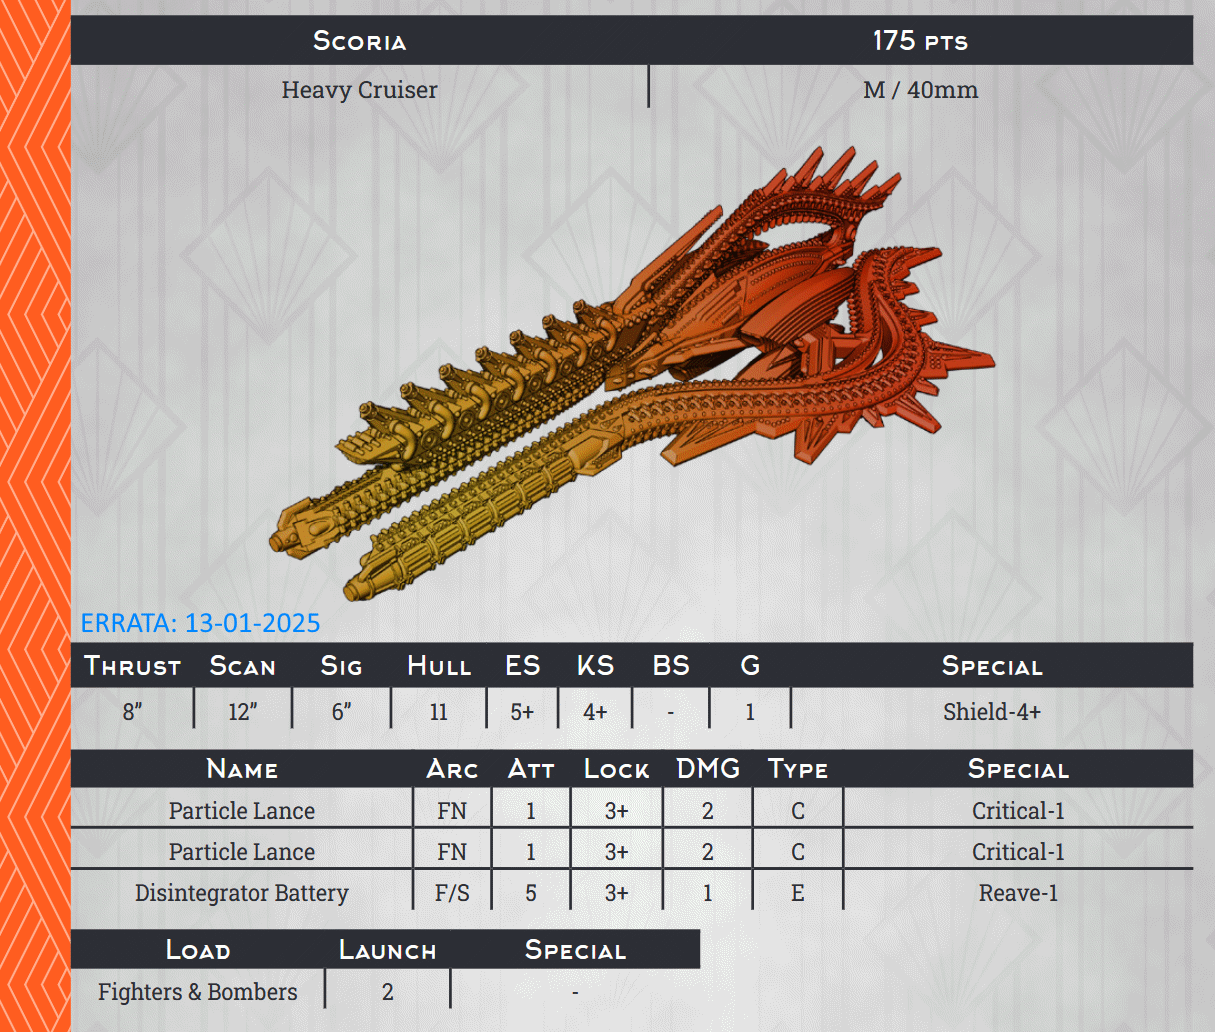 Scoria 175 pts
Heavy Cruiser M / 40mm
ERRATA: 13-01-2025
Thrust Scan Sig Hull ES KS BS G Special
8” 12” 6” 11 5+ 4+ - 1 Shield-4+
Name Arc Att Lock DMG Type Special
Particle Lance FN 1 3+ 2 C Critical-1
Particle Lance FN 1 3+ 2 C Critical-1
Disintegrator Battery F/S 5 3+ 1 E Reave-1
Load Launch Special
Fighters & Bombers 2 -